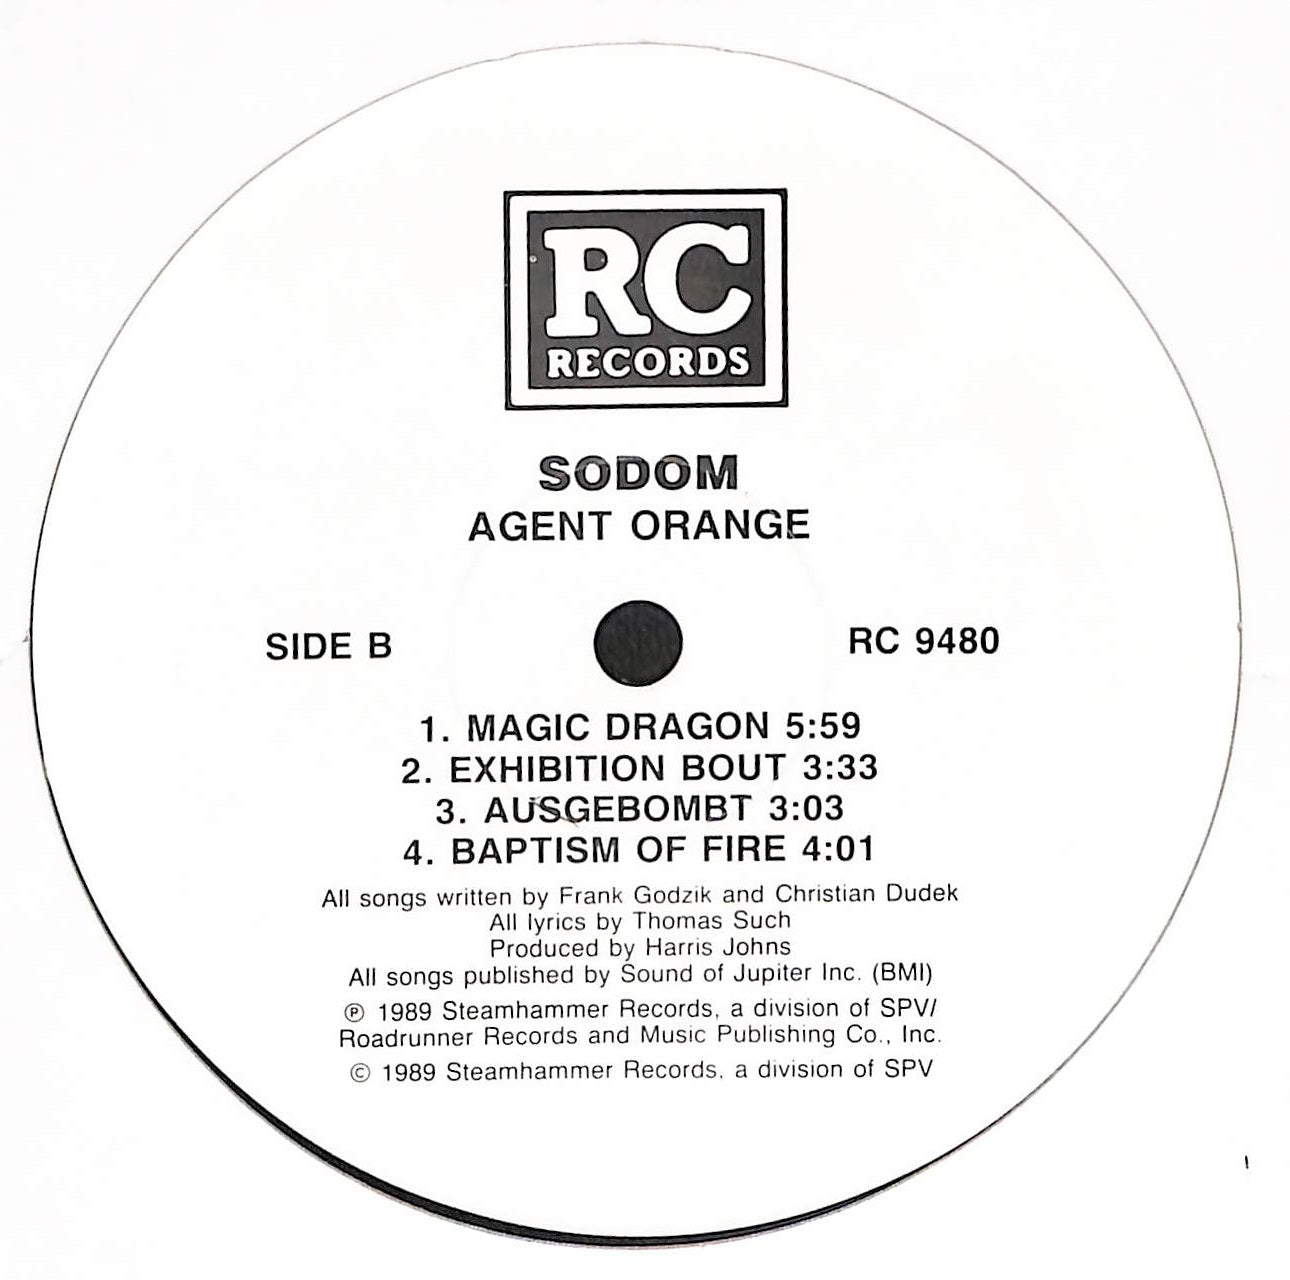 RC
RECORDS
SODOM
AGENT ORANGE
SIDE B
RC 9480
1. MAGIC DRAGON 5:59
2. EXHIBITION BOUT 3:33
3. AUSGEBOMBT 3:03
4. BAPTISM OF FIRE 4:01
All songs written by Frank Godzik and Christian Dudek
All lyrics by Thomas Such
Produced by Harris Johns
All songs published by Sound of Jupiter Inc. (BMI)
℗ 1989 Steamhammer Records, a division of SPV/
Roadrunner Records and Music Publishing Co., Inc.
© 1989 Steamhammer Records, a division of SPV